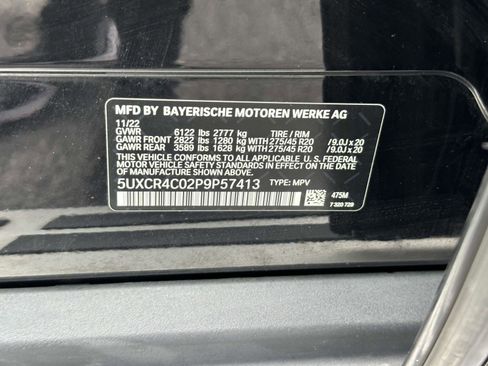 MFD BY BAYERISCHE MOTOREN WERKE AG
11/22
GVWR 6122 lbs 2777 kg TIRE / RIM
GAWR FRONT 2822 lbs 1280 kg WITH 275/45 R20 / 9.0J x 20
GAWR REAR 3589 lbs 1628 kg WITH 275/45 R20 / 9.0J x 20
THIS VEHICLE CONFORMS TO ALL APPLICABLE U. S. FEDERAL
MOTOR VEHICLE SAFETY STANDARDS IN EFFECT ON THE
DATE OF MANUFACTURE SHOWN ABOVE.
5UXCR4C02P9P57413 TYPE: MPV
475M
7 320 729